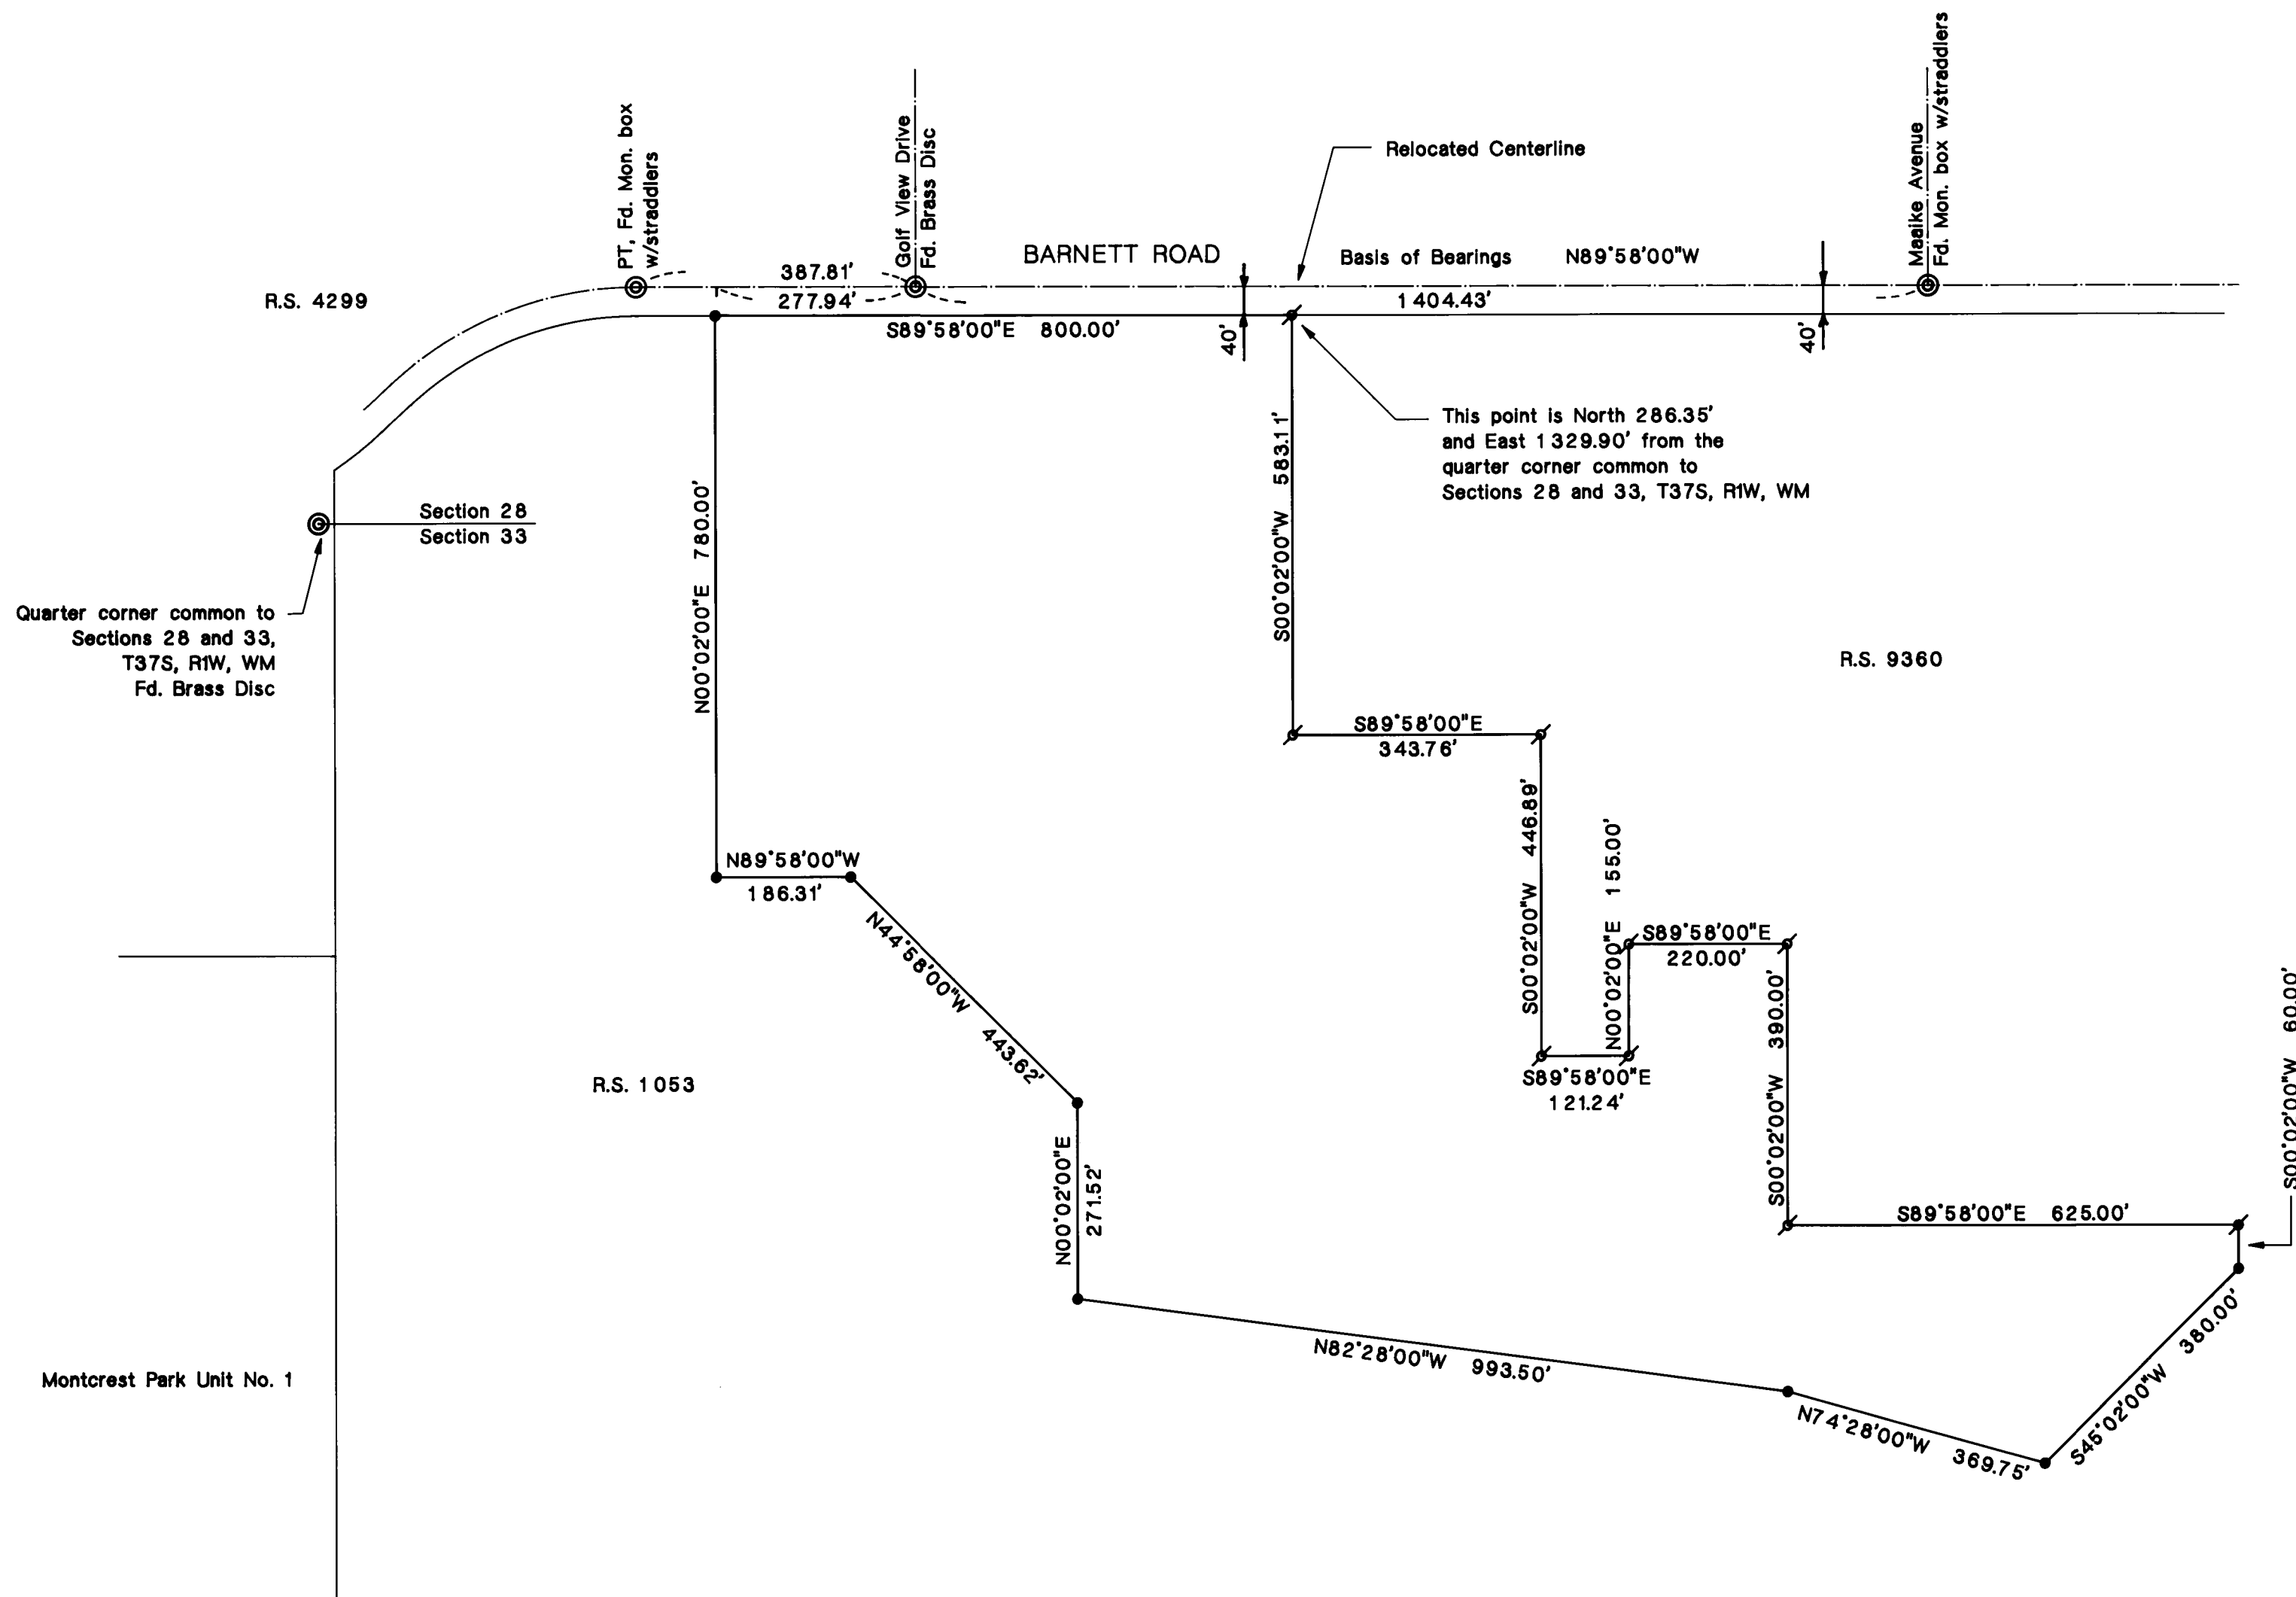 PT, Fd. Mon. box
w/straddlers
Golf View Drive
Fd. Brass Disc
Maaike Avenue
Fd. Mon. box w/straddlers
Relocated Centerline
BARNETT ROAD
Basis of Bearings N89°58'00"W
387.81'
277.94'
1404.43'
R.S. 4299
S89°58'00"E 800.00'
40'
40'
This point is North 286.35'
and East 1329.90' from the
quarter corner common to
Sections 28 and 33, T37S, R1W, WM
Section 28
Section 33
Quarter corner common to
Sections 28 and 33,
T37S, R1W, WM
Fd. Brass Disc
N00°02'00"E 780.00'
S00°02'00"W 583.11'
R.S. 9360
S89°58'00"E
343.76'
S00°02'00"W 446.89'
N00°02'00"E 155.00'
N89°58'00"W
186.31'
N44°58'00"W 443.62'
S89°58'00"E
220.00'
S00°02'00"W 390.00'
S00°02'00"W 60.00'
S89°58'00"E
121.24'
R.S. 1053
N00°02'00"E
271.52'
S89°58'00"E 625.00'
N82°28'00"W 993.50'
S45°02'00"W 380.00'
N74°28'00"W 369.75'
Montcrest Park Unit No. 1